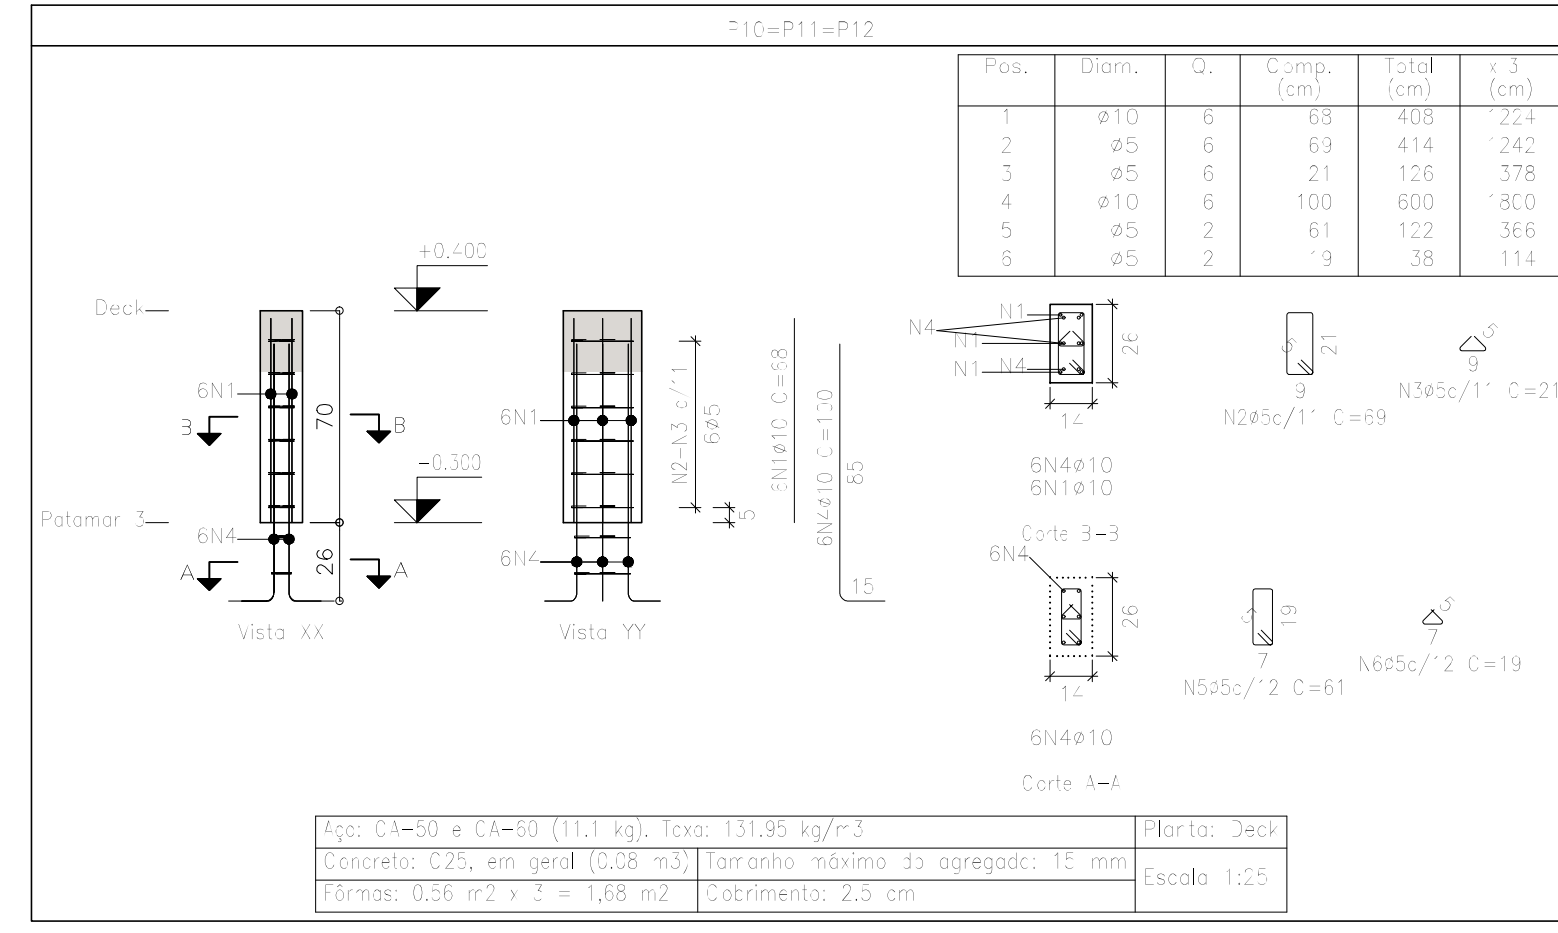 P10=P11=P12
Pos. Diam. Q. Comp. (cm) Total (cm) x 3 (cm)
1 ø10 6 68 408 1224
2 ø5 6 69 414 1242
3 ø5 6 21 126 378
4 ø10 6 100 600 1800
5 ø5 2 61 122 366
6 ø5 2 19 38 114
+0.400
Deck
6N1
B
B
70
-0.300
Patamar 3
6N4
26
A
A
Vista XX
6N1
6N4
N2-N3 c/11
6ø5
5
Vista YY
6N1ø10 C=68
6N4ø10 C=100
85
15
N1
N4
N1
N1
N4
26
14
6N4ø10
6N1ø10
Corte B-B
21
9
N2ø5c/11 C=69
5
9
N3ø5c/11 C=21
6N4
26
14
6N4ø10
Corte A-A
19
7
N5ø5c/12 C=61
5
7
N6ø5c/12 C=19
Aço: CA-50 e CA-60 (11.1 kg). Taxa: 131.95 kg/m3
Planta: Deck
Concreto: C25, em geral (0.08 m3)
Tamanho máximo do agregado: 15 mm
Escala 1:25
Fôrmas: 0.56 m2 x 3 = 1,68 m2
Cobrimento: 2.5 cm